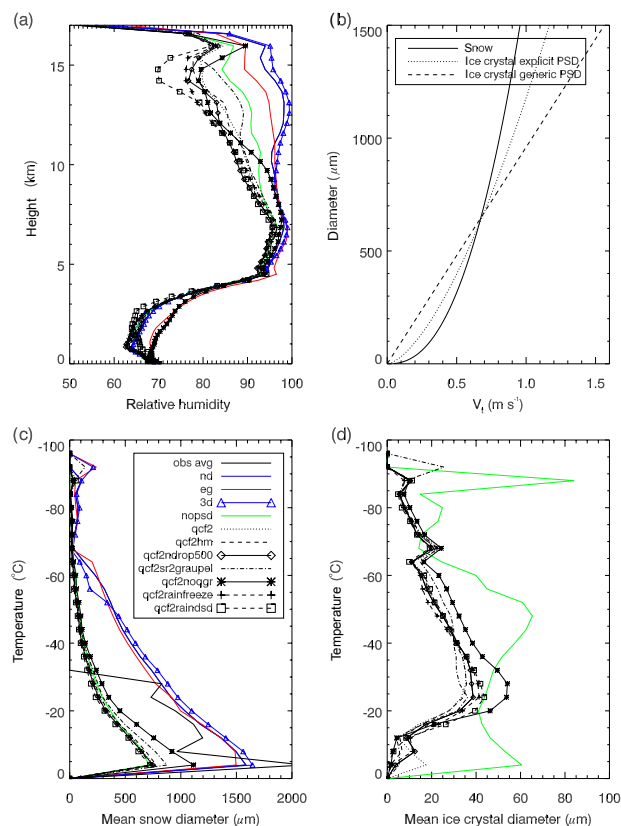 (a)
(b)
15
10
5
0
Height (km)
50
60
70
80
90
100
Relative humidity
Snow
Ice crystal explicit PSD
Ice crystal generic PSD
1500
1000
500
0
Diameter (μm)
0.0
0.5
1.0
1.5
Vt (m s¹)
(c)
(d)
-100
-80
-60
-40
-20
0
Temperature (°C)
0
500
1000
1500
2000
Mean snow diameter (μm)
obs avg
nd
eg
3d
nopsd
qcf2
qcf2hm
qcf2ndrop500
qcf2sr2graupel
qcf2noqgr
qcf2rainfreeze
qcf2raindsd
-100
-80
-60
-40
-20
0
Temperature (°C)
0
20
40
60
80
100
Mean ice crystal diameter (μm)